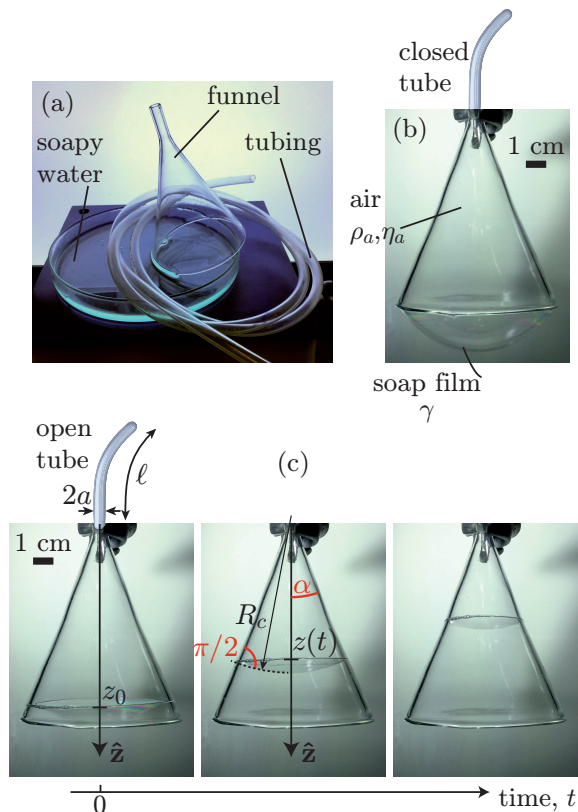 (a)
funnel
soapy
water
tubing
closed
tube
(b)
1 cm
air
ρₐ,ηₐ
soap film
γ
open
tube
(c)
ℓ
2a
1 cm
z₀
ẑ
α
R_c
π/2
z(t)
ẑ
0
time, t